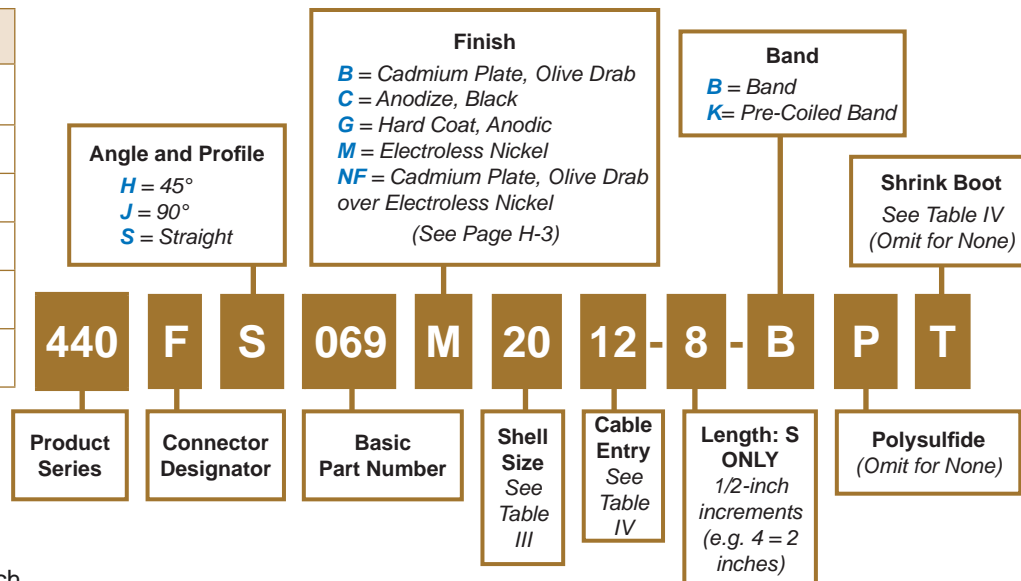 Finish
B = Cadmium Plate, Olive Drab
C = Anodize, Black
G = Hard Coat, Anodic
M = Electroless Nickel
NF = Cadmium Plate, Olive Drab
over Electroless Nickel
(See Page H-3)
Band
B = Band
K= Pre-Coiled Band
Angle and Profile
H = 45°
J = 90°
S = Straight
Shrink Boot
See Table IV
(Omit for None)
440 F S 069 M 20 12 - 8 - B P T
Product
Series
Connector
Designator
Basic
Part Number
Shell
Size
See
Table
III
Cable
Entry
See
Table
IV
Length: S
ONLY
1/2-inch
increments
(e.g. 4 = 2
inches)
Polysulfide
(Omit for None)